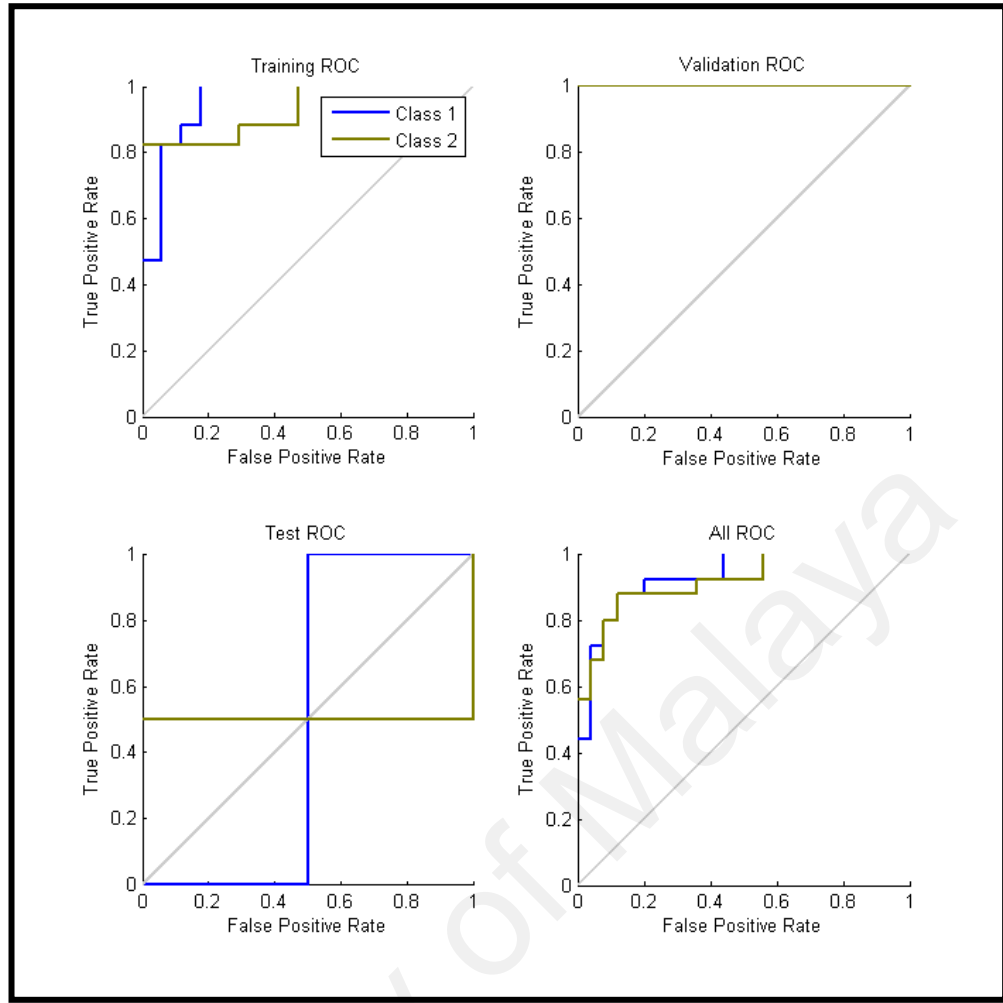 Training ROC
1
0.8
0.6
0.4
0.2
0
True Positive Rate
Class 1
Class 2
0 0.2 0.4 0.6 0.8 1
False Positive Rate
Validation ROC
1
0.8
0.6
0.4
0.2
0
True Positive Rate
0 0.2 0.4 0.6 0.8 1
False Positive Rate
Test ROC
1
0.8
0.6
0.4
0.2
0
True Positive Rate
0 0.2 0.4 0.6 0.8 1
False Positive Rate
All ROC
1
0.8
0.6
0.4
0.2
0
True Positive Rate
0 0.2 0.4 0.6 0.8 1
False Positive Rate
of Malaya